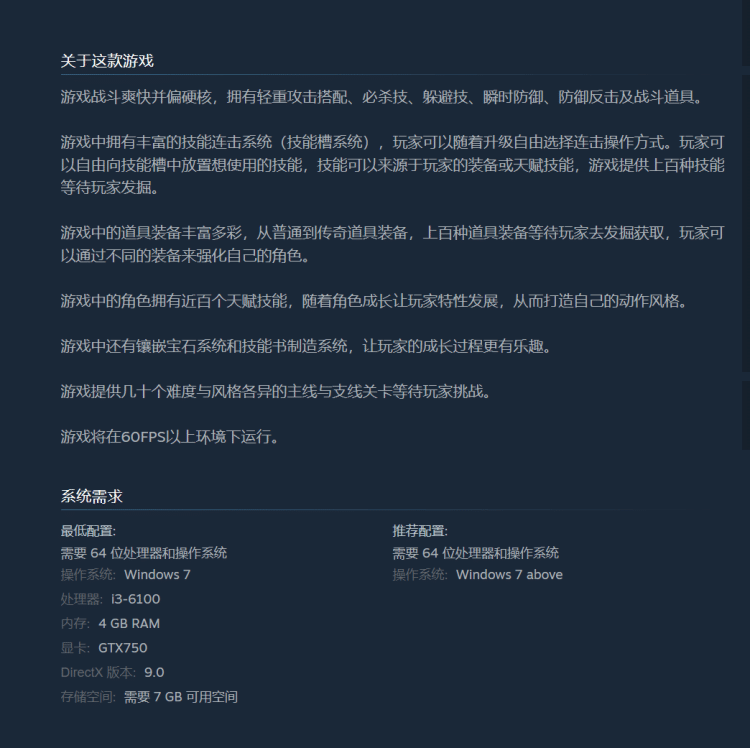 关于这款游戏
游戏战斗爽快并偏硬核，拥有轻重攻击搭配、必杀技、躲避技、瞬时防御、防御反击及战斗道具。
游戏中拥有丰富的技能连击系统（技能槽系统），玩家可以随着升级自由选择连击操作方式。玩家可
以自由向技能槽中放置想使用的技能，技能可以来源于玩家的装备或天赋技能，游戏提供上百种技能
等待玩家发掘。
游戏中的道具装备丰富多彩，从普通到传奇道具装备，上百种道具装备等待玩家去发掘获取，玩家可
以通过不同的装备来强化自己的角色。
游戏中的角色拥有近百个天赋技能，随着角色成长让玩家特性发展，从而打造自己的动作风格。
游戏中还有镶嵌宝石系统和技能书制造系统，让玩家的成长过程更有乐趣。
游戏提供几十个难度与风格各异的主线与支线关卡等待玩家挑战。
游戏将在60FPS以上环境下运行。
系统需求
最低配置:
需要 64 位处理器和操作系统
操作系统: Windows 7
处理器: i3-6100
内存: 4 GB RAM
显卡: GTX750
DirectX 版本: 9.0
存储空间: 需要 7 GB 可用空间
推荐配置:
需要 64 位处理器和操作系统
操作系统: Windows 7 above